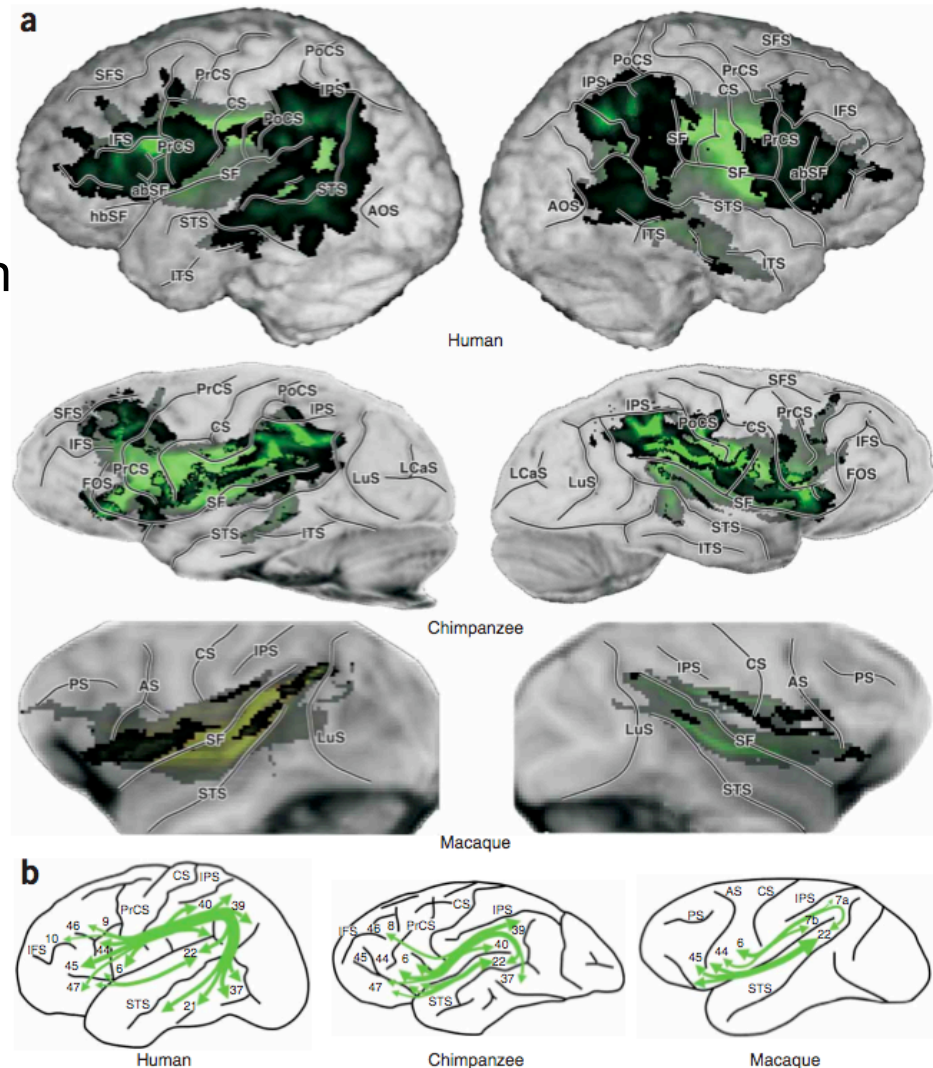 a
PoCS
SFS PrCS IPS
CS PoCS
IFS PrCS
abSF SF STS
hbSF STS AOS
ITS
SFS
PoCS PrCS
IPS CS IFS
SF PrCS
SF abSF
AOS STS
ITS ITS
n
Human
PrCS PoCS
SFS CS IPS
IFS PrCS
FOS LuS LCaS
SF
STS ITS
SFS
IPS PoCS CS PrCS
IFS
LCaS LuS FOS
SF
STS
ITS
Chimpanzee
CS IPS
PS AS
SF LuS
STS
CS
IPS AS PS
LuS SF
STS
Macaque
b
CS IPS
PrCS 40 39
46 9
10
IFS 44 22
45 6
47 37
STS 21
Human
CS
IFS 46 8 PrCS IPS
39
45 44 6 40
22
47 37
STS
Chimpanzee
AS CS
IPS 7a
PS 7b
6 22
45 44
STS
Macaque